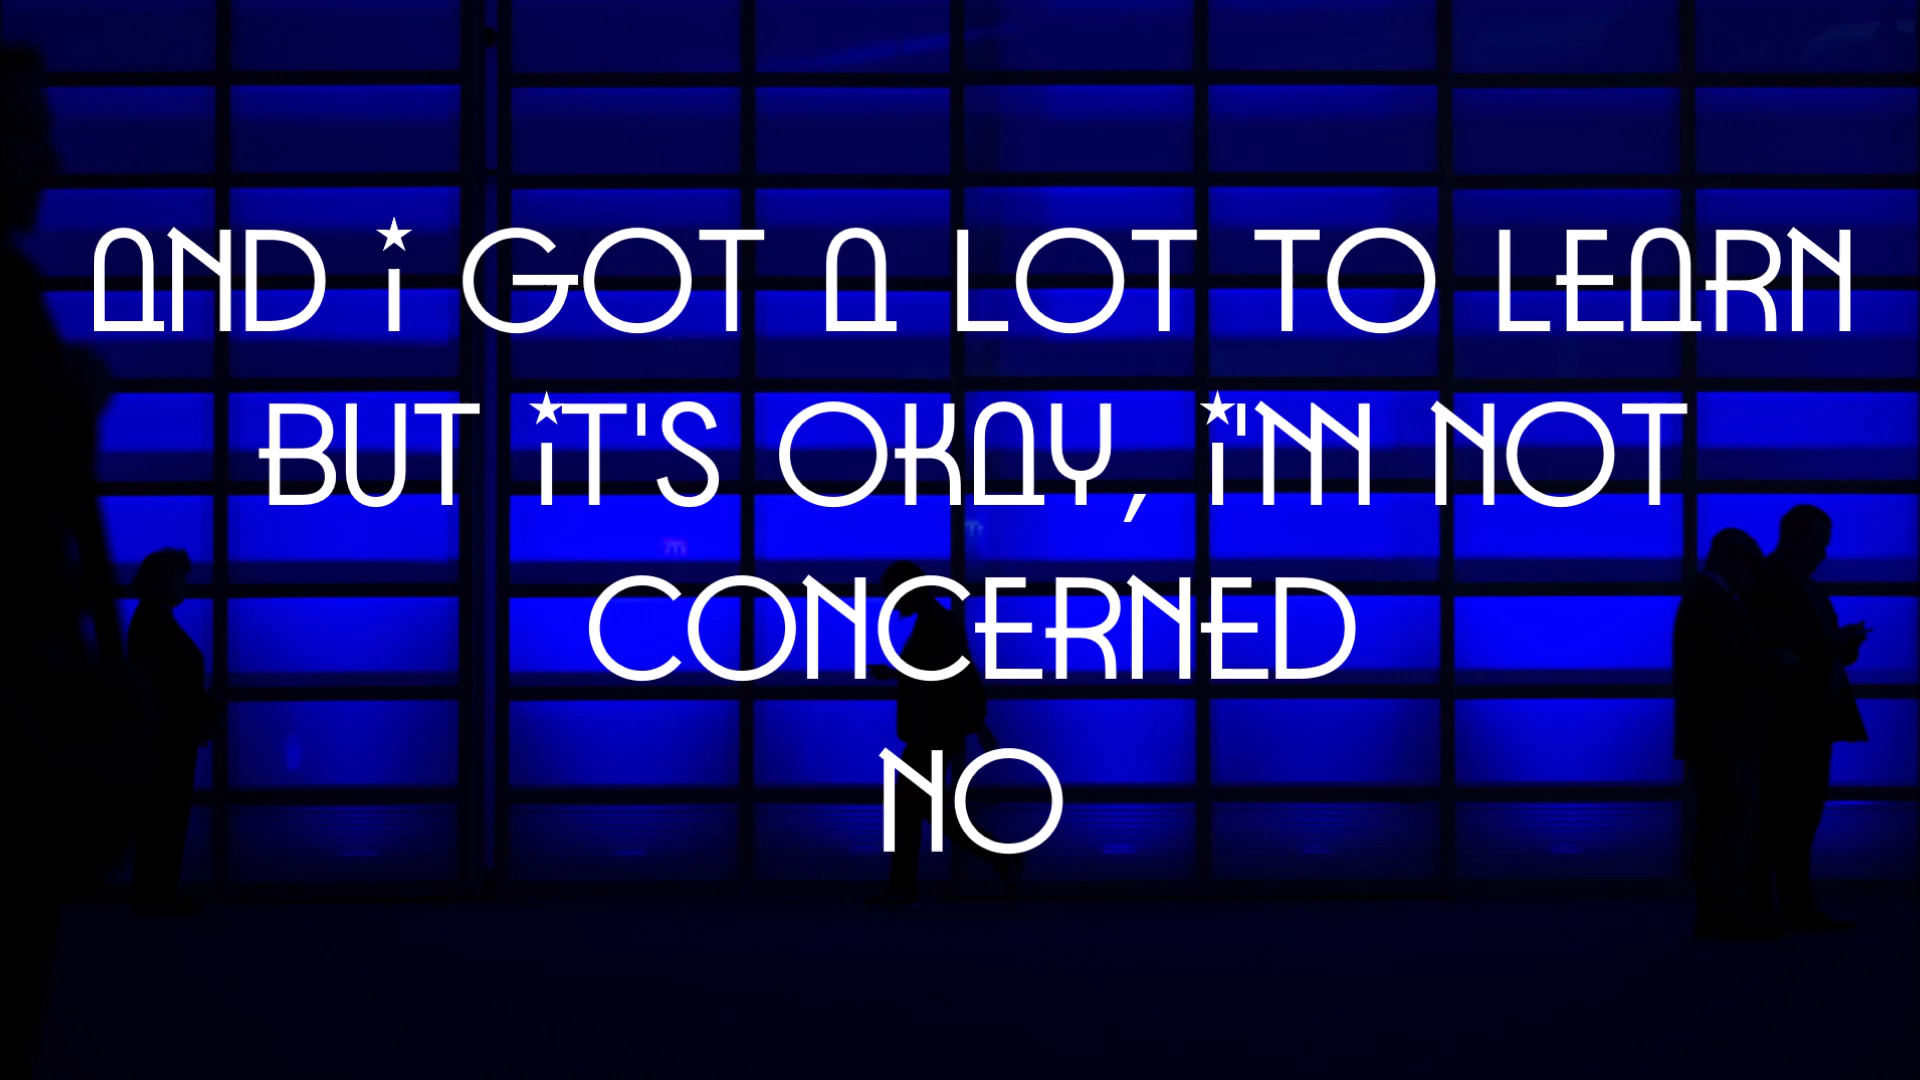 AND i GOT A LOT TO LEARN
BUT iT'S OKAY, i'M NOT
CONCERNED
NO